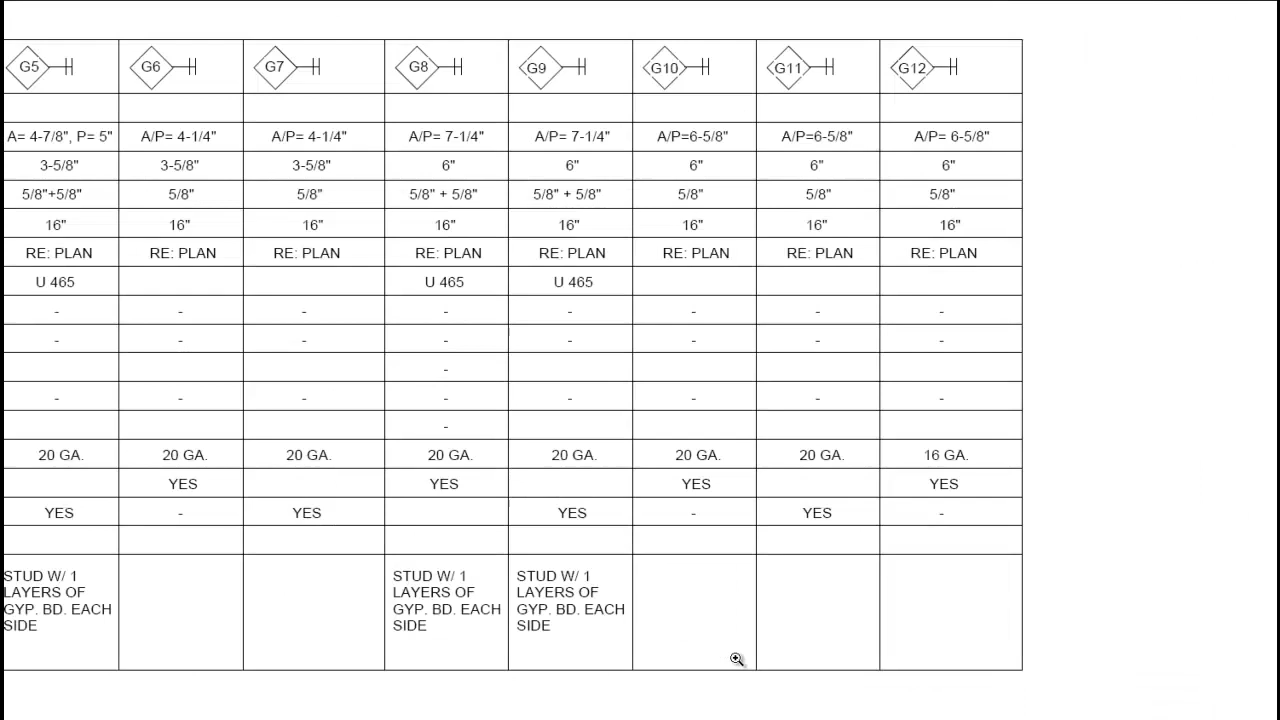 G5 G6 G7 G8 G9 G10 G11 G12
A= 4-7/8", P= 5" A/P= 4-1/4" A/P= 4-1/4" A/P= 7-1/4" A/P= 7-1/4" A/P=6-5/8" A/P=6-5/8" A/P= 6-5/8"
3-5/8" 3-5/8" 3-5/8" 6" 6" 6" 6" 6"
5/8"+5/8" 5/8" 5/8" 5/8" + 5/8" 5/8" + 5/8" 5/8" 5/8" 5/8"
16" 16" 16" 16" 16" 16" 16" 16"
RE: PLAN RE: PLAN RE: PLAN RE: PLAN RE: PLAN RE: PLAN RE: PLAN RE: PLAN
U 465 U 465 U 465
- - - - - - - -
- - - - - - - -
-
- - - - - - - -
-
20 GA. 20 GA. 20 GA. 20 GA. 20 GA. 20 GA. 20 GA. 16 GA.
YES YES YES YES
YES - YES YES - YES -
STUD W/ 1 STUD W/ 1 STUD W/ 1
LAYERS OF LAYERS OF LAYERS OF
GYP. BD. EACH GYP. BD. EACH GYP. BD. EACH
SIDE SIDE SIDE